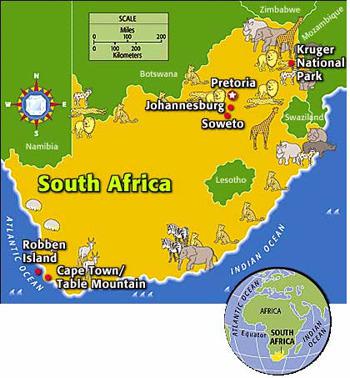 Zimbabwe
Mozambique
SCALE
Miles
0 100 200
0 100 200
Kilometers
Kruger
National
Park
Botswana
Pretoria
Johannesburg
Soweto
N
W
E
S
Swaziland
Namibia
Lesotho
South Africa
ATLANTIC OCEAN
Robben
Island
Cape Town/
Table Mountain
INDIAN OCEAN
ATLANTIC OCEAN
AFRICA
Equator
SOUTH
AFRICA
INDIAN OCEAN